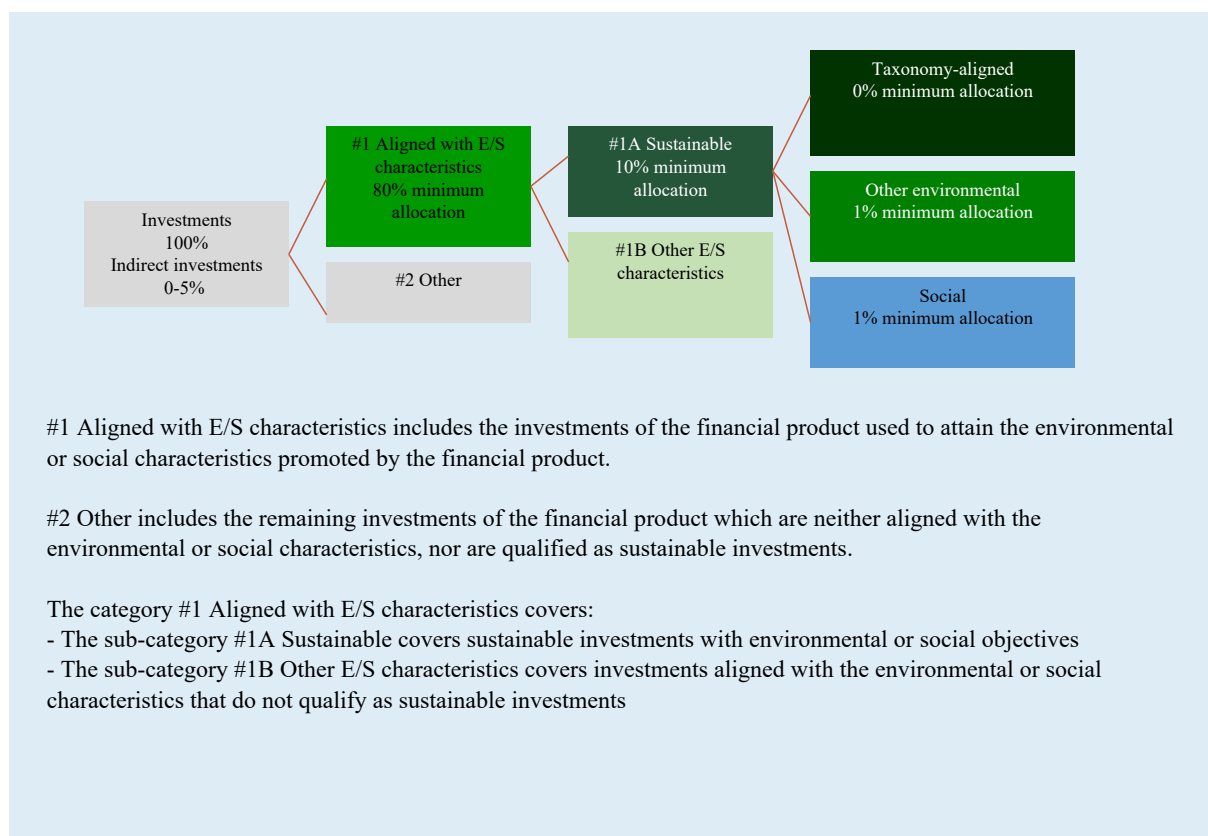 Investments
100%
Indirect investments
0-5%
#1 Aligned with E/S
characteristics
80% minimum
allocation
#2 Other
#1A Sustainable
10% minimum
allocation
#1B Other E/S
characteristics
Taxonomy-aligned
0% minimum allocation
Other environmental
1% minimum allocation
Social
1% minimum allocation
#1 Aligned with E/S characteristics includes the investments of the financial product used to attain the environmental
or social characteristics promoted by the financial product.
#2 Other includes the remaining investments of the financial product which are neither aligned with the
environmental or social characteristics, nor are qualified as sustainable investments.
The category #1 Aligned with E/S characteristics covers:
- The sub-category #1A Sustainable covers sustainable investments with environmental or social objectives
- The sub-category #1B Other E/S characteristics covers investments aligned with the environmental or social
characteristics that do not qualify as sustainable investments